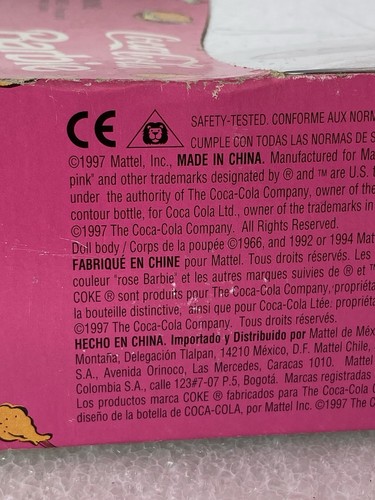 Coca-Cola
Barbie
CE
SAFETY-TESTED. CONFORME AUX NORM
CUMPLE CON TODAS LAS NORMAS DE S
©1997 Mattel, Inc., MADE IN CHINA. Manufactured for Ma
pink" and other trademarks designated by ® and ™ are U.S. t
under the authority of The Coca-Cola Company, owner of the
contour bottle, for Coca Cola Ltd., owner of the trademarks in
©1997 The Coca-Cola Company. All Rights Reserved.
Doll body / Corps de la poupée ©1966, and 1992 or 1994 Mat
FABRIQUÉ EN CHINE pour Mattel. Tous droits réservés. Les
couleur "rose Barbie" et les autres marques suivies de ® et ™
COKE ® sont produits pour The Coca-Cola Company, propriéta
la bouteille distinctive, ainsi que pour Coca-Cola Ltée. propriéta
©1997 The Coca-Cola Company. Tous droits réservés.
HECHO EN CHINA. Importado y Distribuido por Mattel de Méx
Montaña, Delegación Tlalpan, 14210 México, D.F. Mattel Chile,
S.A., Avenida Orinoco, Las Mercedes, Caracas 1010. Mattel
Colombia S.A., calle 123#7-07 P.5, Bogotá. Marcas registradas
Los productos marca COKE ® fabricados para The Coca-Cola C
diseño de la botella de COCA-COLA, por Mattel Inc. ©1997 The C